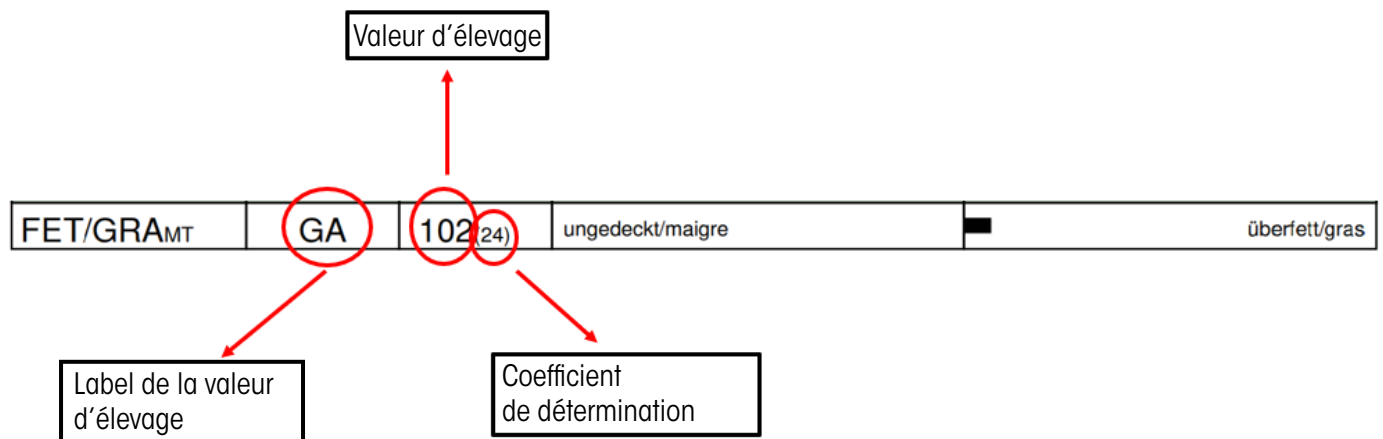 Valeur d'élevage
FET/GRAMT GA 102(24) ungedeckt/maigre überfett/gras
Label de la valeur
d'élevage
Coefficient
de détermination